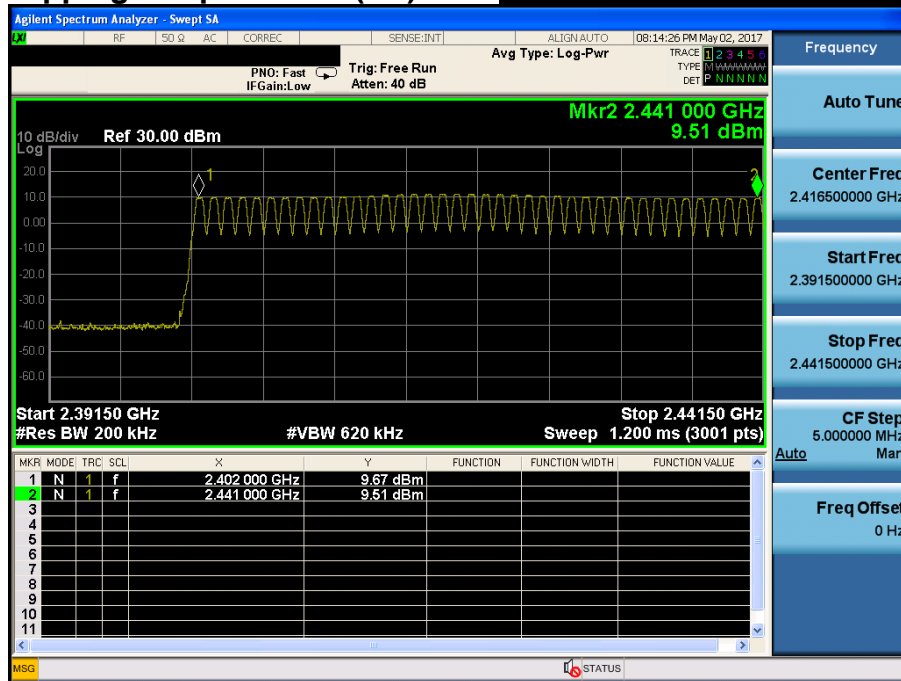 Agilent Spectrum Analyzer - Swept SA
LXI RF 50 Ω AC CORREC SENSE:INT ALIGN AUTO 08:14:26 PM May 02, 2017
Frequency
PNO: Fast Trig: Free Run Avg Type: Log-Pwr TRACE 1 2 3 4 5 6
TYPE M WWWWW
IFGain:Low Atten: 40 dB DET P N N N N N
Auto Tune
Mkr2 2.441 000 GHz
10 dB/div Ref 30.00 dBm 9.51 dBm
Log
20.0
1 2
10.0
0.00
-10.0
-20.0
-30.0
-40.0
-50.0
-60.0
Center Freq
2.416500000 GHz
Start Freq
2.391500000 GHz
Stop Freq
2.441500000 GHz
Start 2.39150 GHz Stop 2.44150 GHz
#Res BW 200 kHz #VBW 620 kHz Sweep 1.200 ms (3001 pts)
CF Step
5.000000 MHz
Auto Man
MKR MODE TRC SCL X Y FUNCTION FUNCTION WIDTH FUNCTION VALUE
1 N 1 f 2.402 000 GHz 9.67 dBm
2 N 1 f 2.441 000 GHz 9.51 dBm
3
4
5
6
7
8
9
10
11
Freq Offset
0 Hz
MSG STATUS